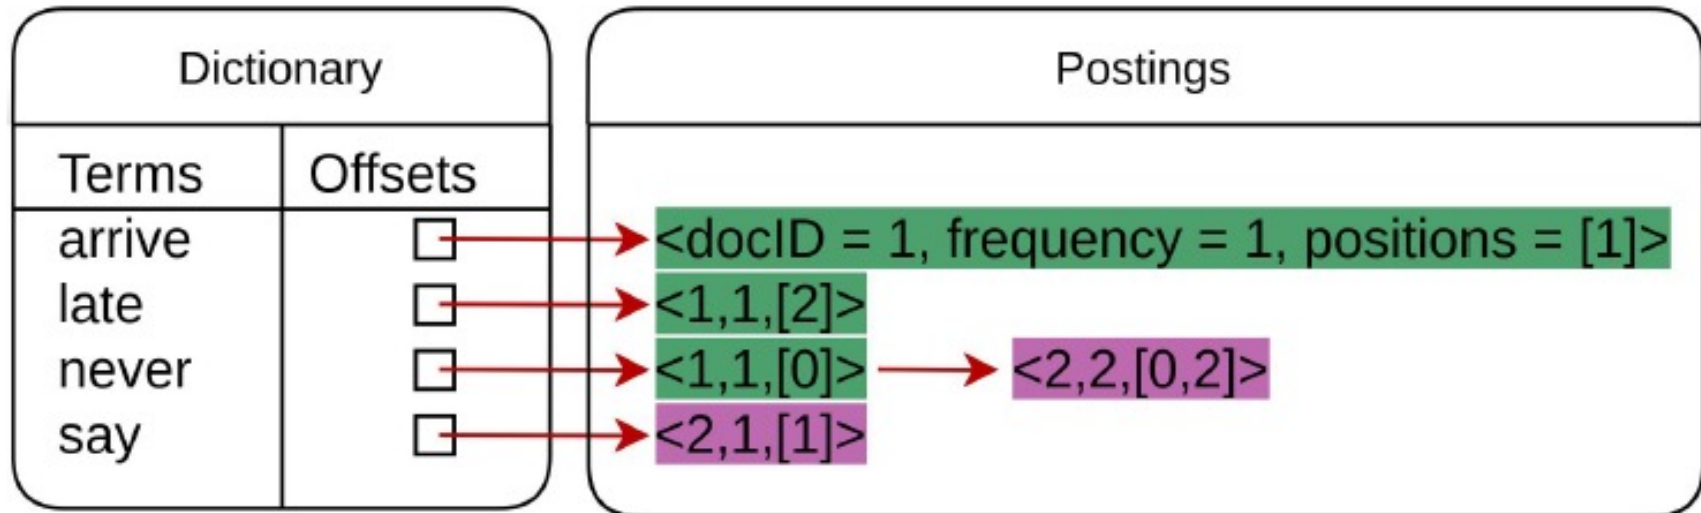 Dictionary Postings
Terms Offsets
arrive <docID = 1, frequency = 1, positions = [1]>
late <1,1,[2]>
never <1,1,[0]> <2,2,[0,2]>
say <2,1,[1]>